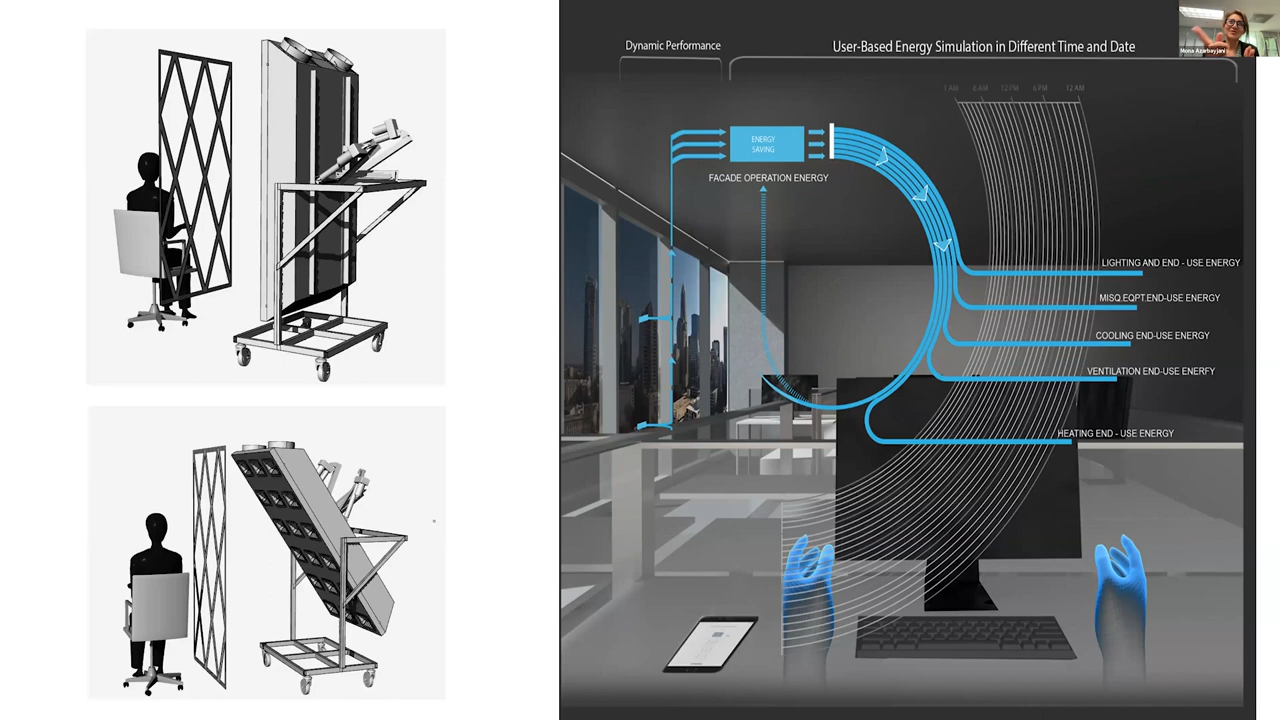 Mona Azarbayjani
Dynamic Performance
User-Based Energy Simulation in Different Time and Date
1 AM 6 AM 12 PM 6 PM 12 AM
ENERGY
SAVING
FACADE OPERATION ENERGY
LIGHTING AND END - USE ENERGY
MISQ.EQPT.END-USE ENERGY
COOLING END-USE ENERGY
VENTILATION END-USE ENERFY
HEATING END - USE ENERGY